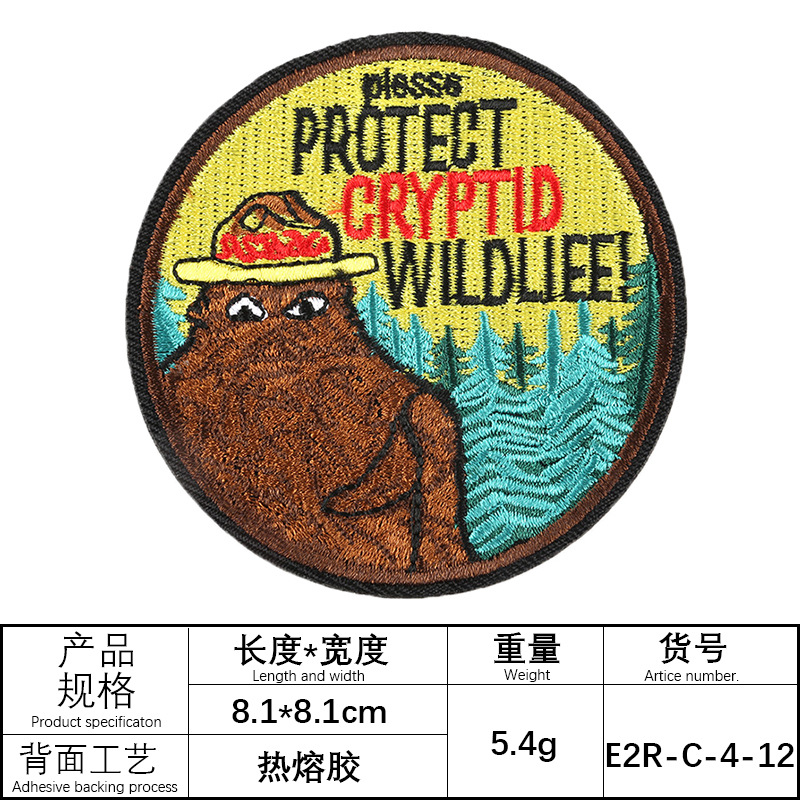 plesse
PROTECT
CRYPTID
WILDLIEE!
产品
规格
Product specificaton
长度*宽度
Length and width
重量
Weight
货号
Artice number.
8.1*8.1cm
5.4g
E2R-C-4-12
背面工艺
Adhesive backing process
热熔胶